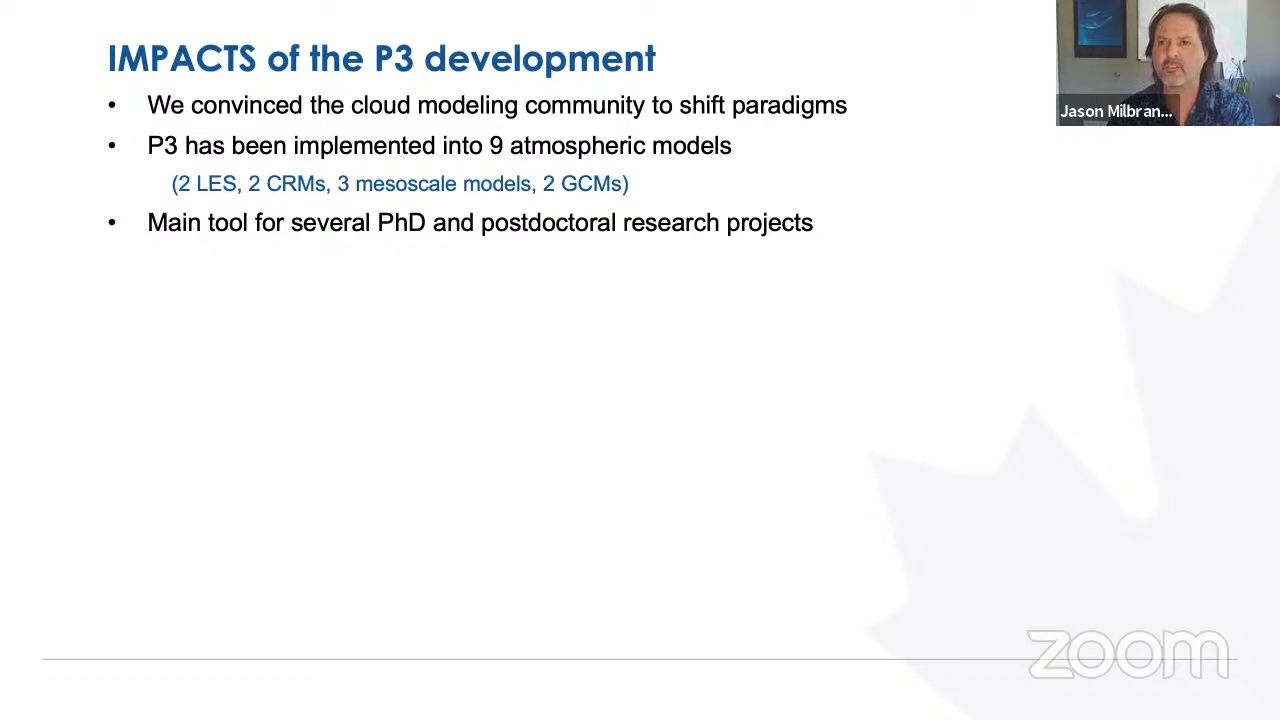 IMPACTS of the P3 development
• We convinced the cloud modeling community to shift paradigms
• P3 has been implemented into 9 atmospheric models
(2 LES, 2 CRMs, 3 mesoscale models, 2 GCMs)
• Main tool for several PhD and postdoctoral research projects
Jason Milbran...
zoom